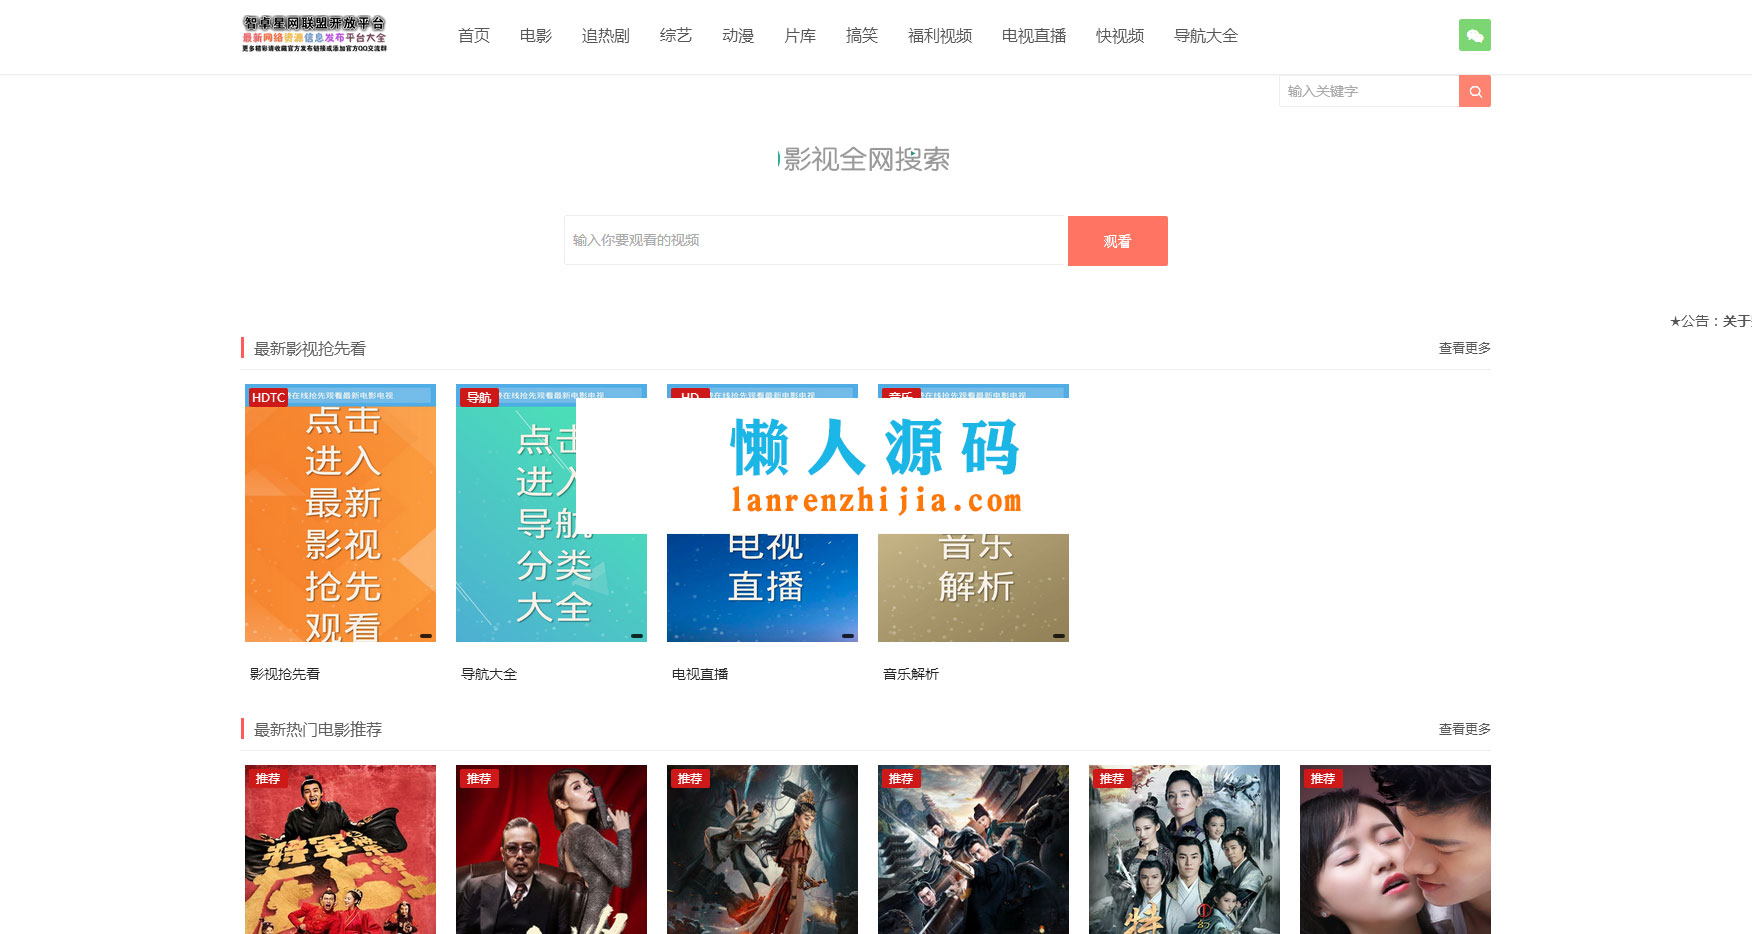 智卓星网联盟开放平台
最新网络资源信息发布平台大全
更多精彩请收藏官方发布链接或添加官方QQ交流群
首页 电影 追热剧 综艺 动漫 片库 搞笑 福利视频 电视直播 快视频 导航大全
输入关键字
影视全网搜索
输入你要观看的视频
观看
★公告：关于
最新影视抢先看
查看更多
HDTC
在线抢先观看最新电影电视
点击
进入
最新
影视
抢先
观看
导航
在线抢先观看最新电影电视
点击
进入
导航
分类
大全
HD
在线抢先观看最新电影电视
电视
直播
音乐
在线抢先观看最新电影电视
音乐
解析
懒人源码
lanrenzhijia.com
影视抢先看
导航大全
电视直播
音乐解析
最新热门电影推荐
查看更多
推荐
推荐
推荐
推荐
推荐
推荐